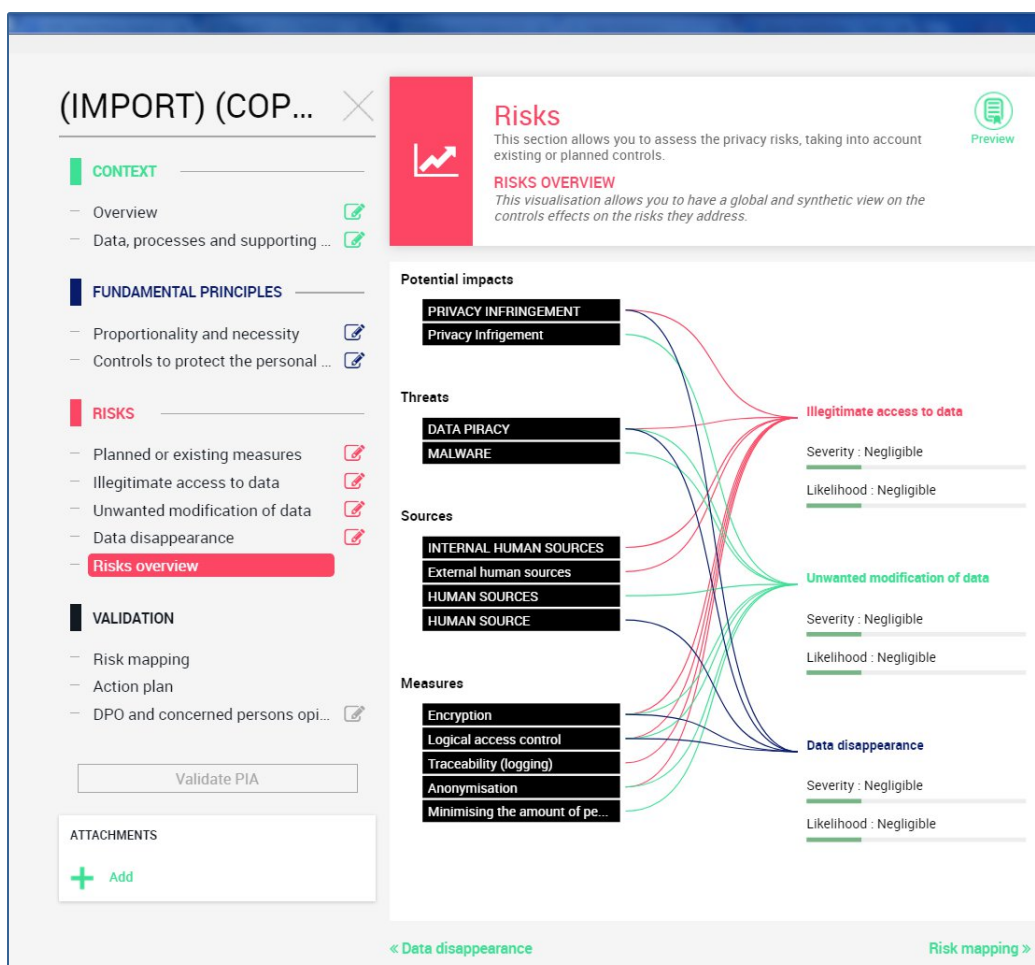 (IMPORT) (COP...
CONTEXT
Overview
Data, processes and supporting ...
FUNDAMENTAL PRINCIPLES
Proportionality and necessity
Controls to protect the personal ...
RISKS
Planned or existing measures
Illegitimate access to data
Unwanted modification of data
Data disappearance
Risks overview
VALIDATION
Risk mapping
Action plan
DPO and concerned persons opi...
Validate PIA
ATTACHMENTS
Add
Risks
This section allows you to assess the privacy risks, taking into account
existing or planned controls.
RISKS OVERVIEW
This visualisation allows you to have a global and synthetic view on the
controls effects on the risks they address.
Preview
Potential impacts
PRIVACY INFRINGEMENT
Privacy Infrigement
Threats
DATA PIRACY
MALWARE
Sources
INTERNAL HUMAN SOURCES
External human sources
HUMAN SOURCES
HUMAN SOURCE
Measures
Encryption
Logical access control
Traceability (logging)
Anonymisation
Minimising the amount of pe...
Illegitimate access to data
Severity : Negligible
Likelihood : Negligible
Unwanted modification of data
Severity : Negligible
Likelihood : Negligible
Data disappearance
Severity : Negligible
Likelihood : Negligible
« Data disappearance
Risk mapping »